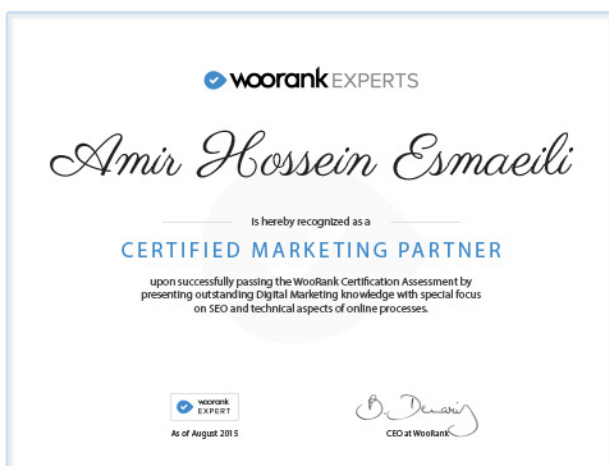 woorank EXPERTS
Amir Hossein Esmaeili
is hereby recognized as a
CERTIFIED MARKETING PARTNER
upon successfully passing the WooRank Certification Assessment by
presenting outstanding Digital Marketing knowledge with special focus
on SEO and technical aspects of online processes.
woorank
EXPERT
As of August 2015
B. Denaris
CEO at WooRank